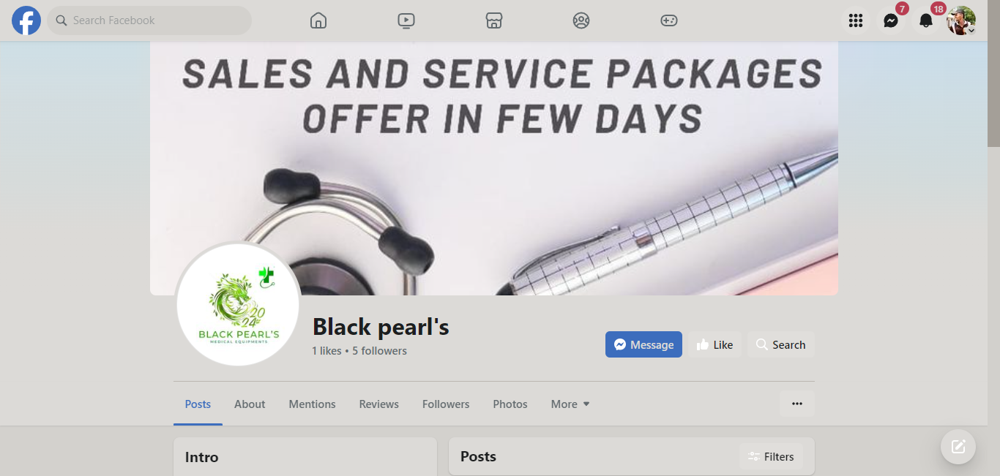 Search Facebook
7
18
SALES AND SERVICE PACKAGES
OFFER IN FEW DAYS
2024
BLACK PEARL'S
MEDICAL EQUIPMENTS
Black pearl's
1 likes • 5 followers
Message
Like
Search
Posts
About
Mentions
Reviews
Followers
Photos
More
Intro
Posts
Filters